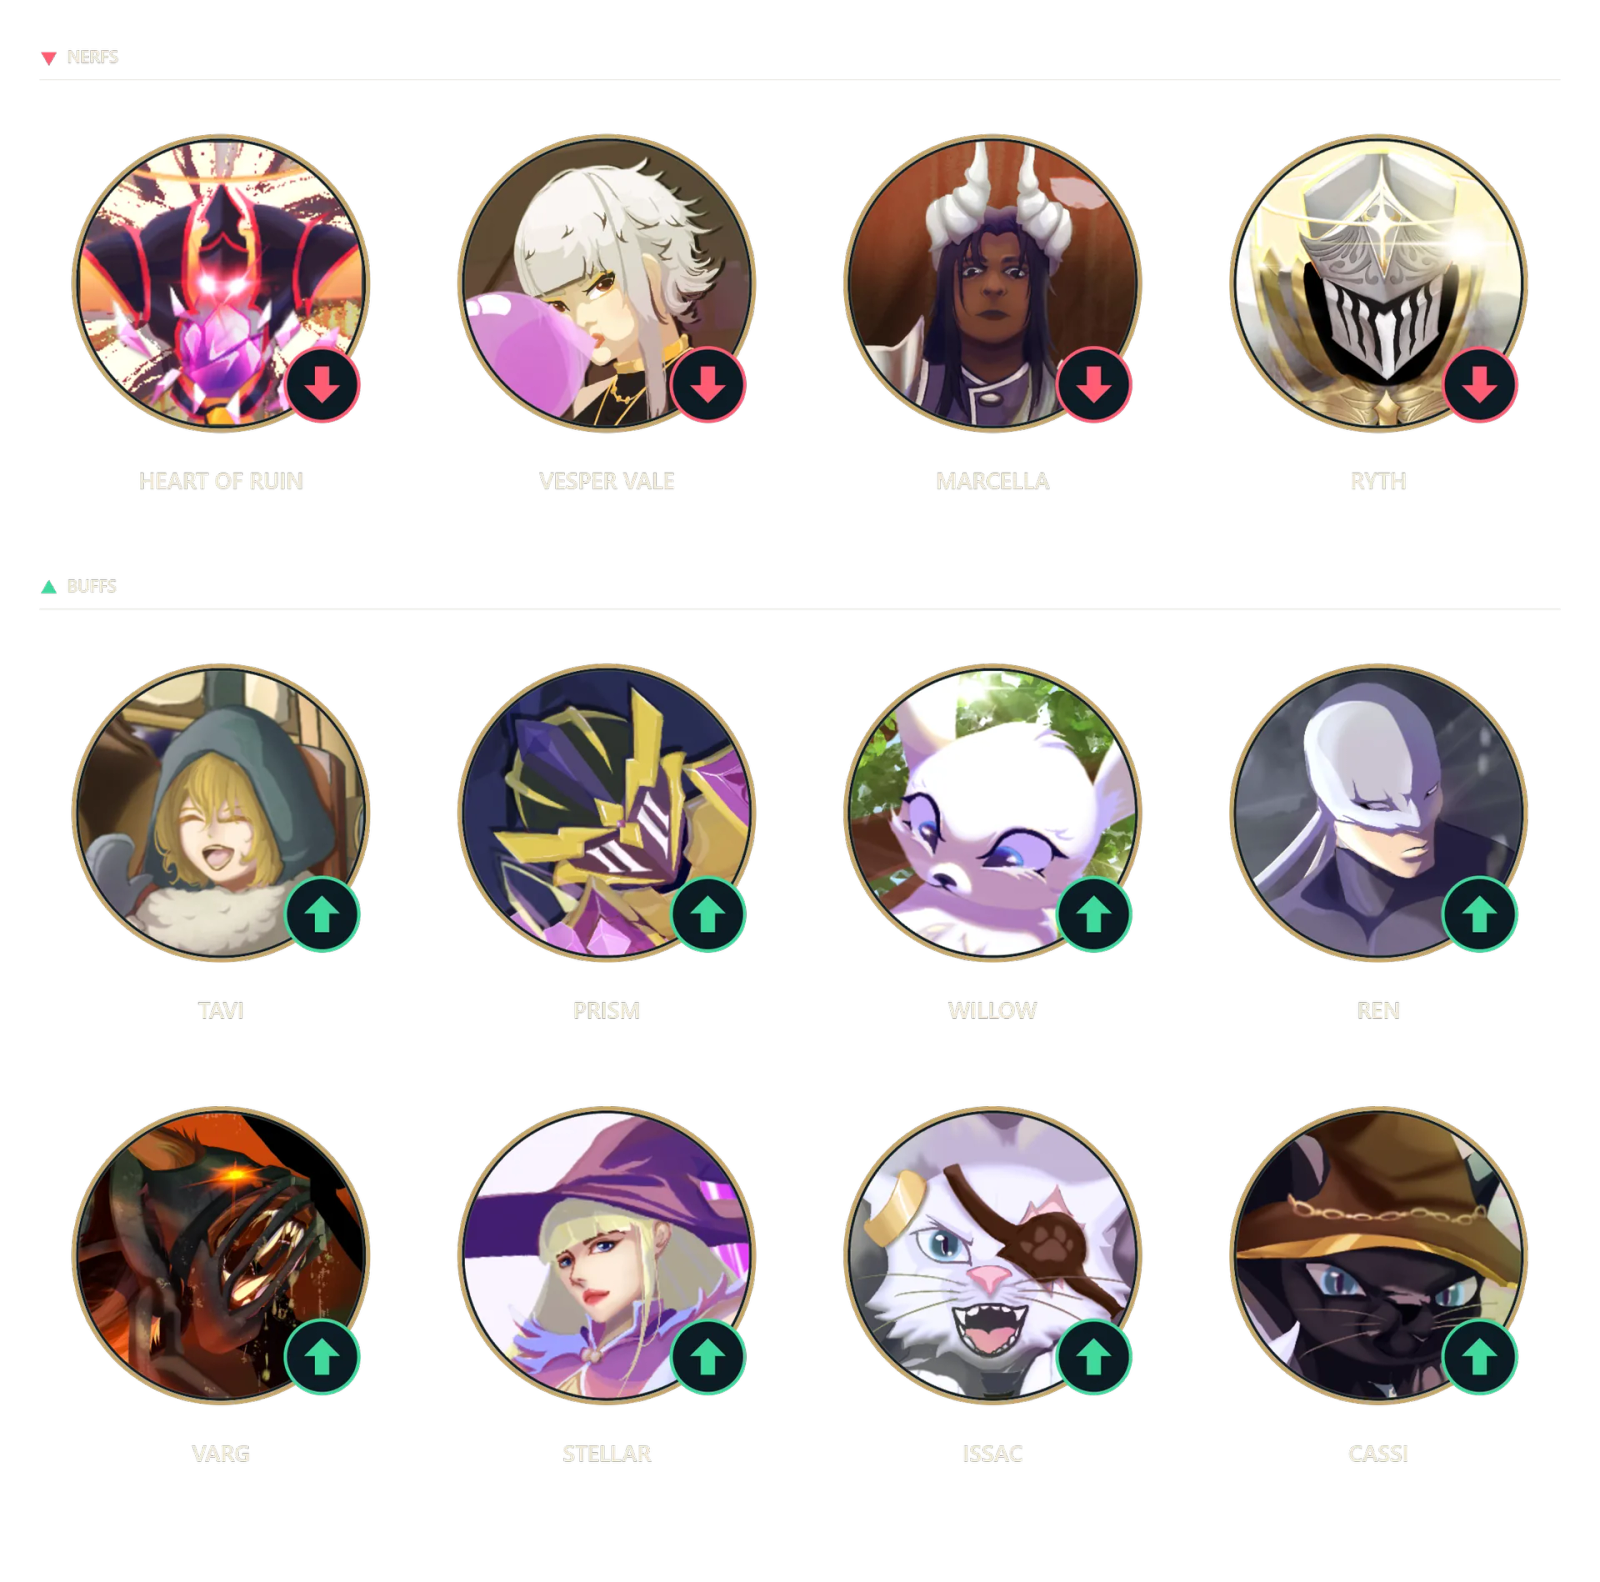 NERFS
HEART OF RUIN
VESPER VALE
MARCELLA
RYTH
BUFFS
TAVI
PRISM
WILLOW
REN
VARG
STELLAR
ISSAC
CASSI